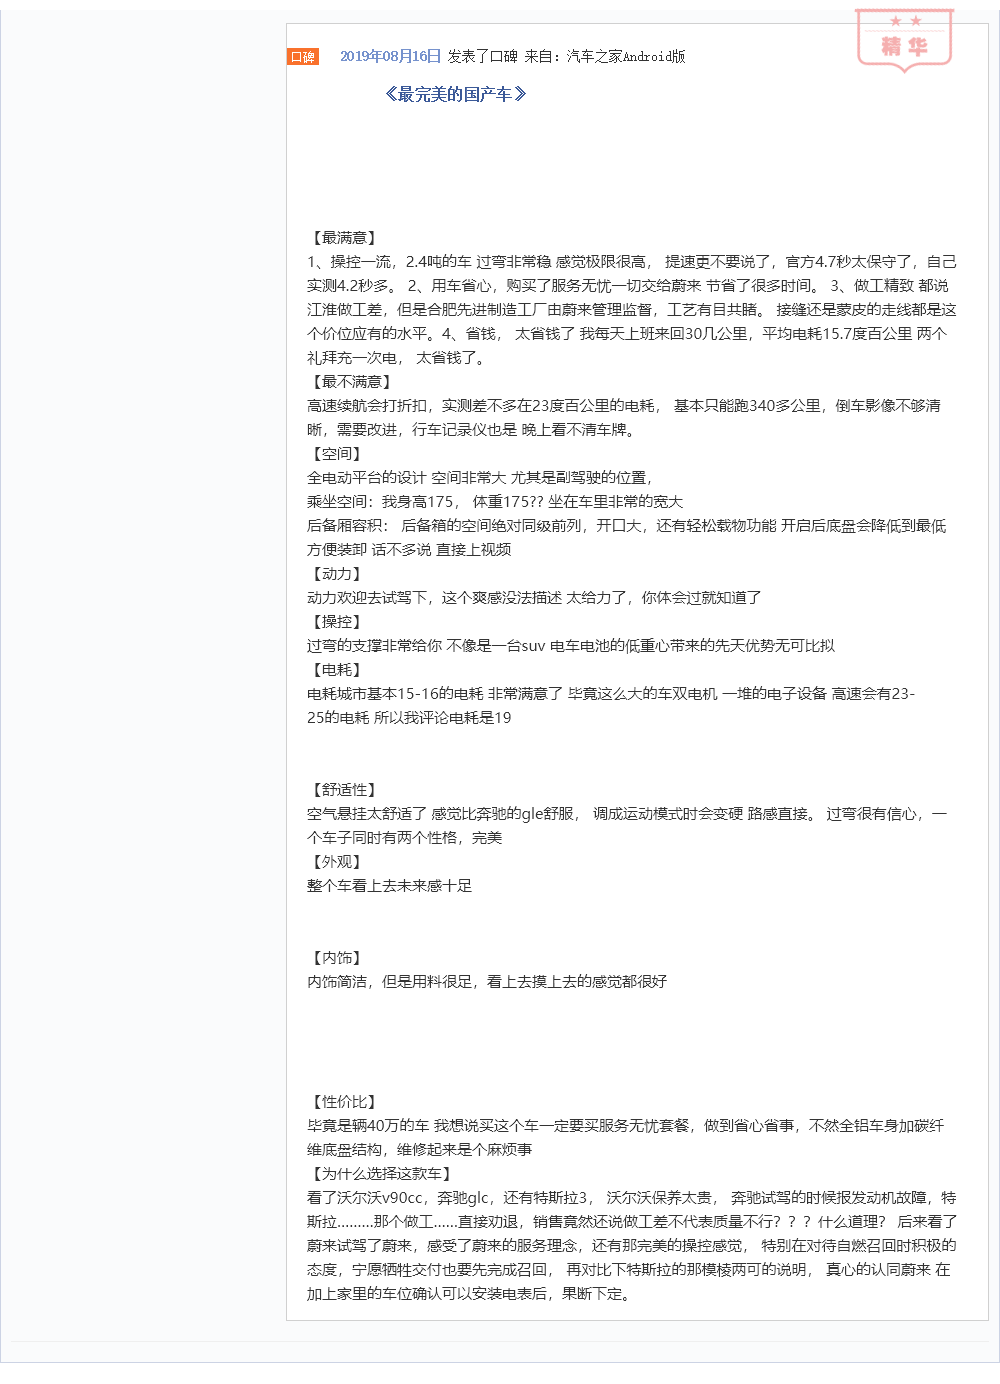 ★ ★
精 华
口碑 2019年08月16日 发表了口碑 来自：汽车之家Android版
《最完美的国产车》
【最满意】
1、操控一流，2.4吨的车 过弯非常稳 感觉极限很高， 提速更不要说了，官方4.7秒太保守了，自己
实测4.2秒多。 2、用车省心，购买了服务无忧一切交给蔚来 节省了很多时间。 3、做工精致 都说
江淮做工差，但是合肥先进制造工厂由蔚来管理监督，工艺有目共睹。 接缝还是蒙皮的走线都是这
个价位应有的水平。4、省钱， 太省钱了 我每天上班来回30几公里，平均电耗15.7度百公里 两个
礼拜充一次电， 太省钱了。
【最不满意】
高速续航会打折扣，实测差不多在23度百公里的电耗， 基本只能跑340多公里，倒车影像不够清
晰，需要改进，行车记录仪也是 晚上看不清车牌。
【空间】
全电动平台的设计 空间非常大 尤其是副驾驶的位置，
乘坐空间：我身高175， 体重175?? 坐在车里非常的宽大
后备厢容积： 后备箱的空间绝对同级前列，开口大，还有轻松载物功能 开启后底盘会降低到最低
方便装卸 话不多说 直接上视频
【动力】
动力欢迎去试驾下，这个爽感没法描述 太给力了，你体会过就知道了
【操控】
过弯的支撑非常给你 不像是一台suv 电车电池的低重心带来的先天优势无可比拟
【电耗】
电耗城市基本15-16的电耗 非常满意了 毕竟这么大的车双电机 一堆的电子设备 高速会有23-
25的电耗 所以我评论电耗是19
【舒适性】
空气悬挂太舒适了 感觉比奔驰的gle舒服， 调成运动模式时会变硬 路感直接。 过弯很有信心，一
个车子同时有两个性格，完美
【外观】
整个车看上去未来感十足
【内饰】
内饰简洁，但是用料很足，看上去摸上去的感觉都很好
【性价比】
毕竟是辆40万的车 我想说买这个车一定要买服务无忧套餐，做到省心省事，不然全铝车身加碳纤
维底盘结构，维修起来是个麻烦事
【为什么选择这款车】
看了沃尔沃v90cc，奔驰glc，还有特斯拉3， 沃尔沃保养太贵， 奔驰试驾的时候报发动机故障，特
斯拉.........那个做工......直接劝退，销售竟然还说做工差不代表质量不行？？？什么道理？ 后来看了
蔚来试驾了蔚来，感受了蔚来的服务理念，还有那完美的操控感觉， 特别在对待自燃召回时积极的
态度，宁愿牺牲交付也要先完成召回， 再对比下特斯拉的那模棱两可的说明， 真心的认同蔚来 在
加上家里的车位确认可以安装电表后，果断下定。